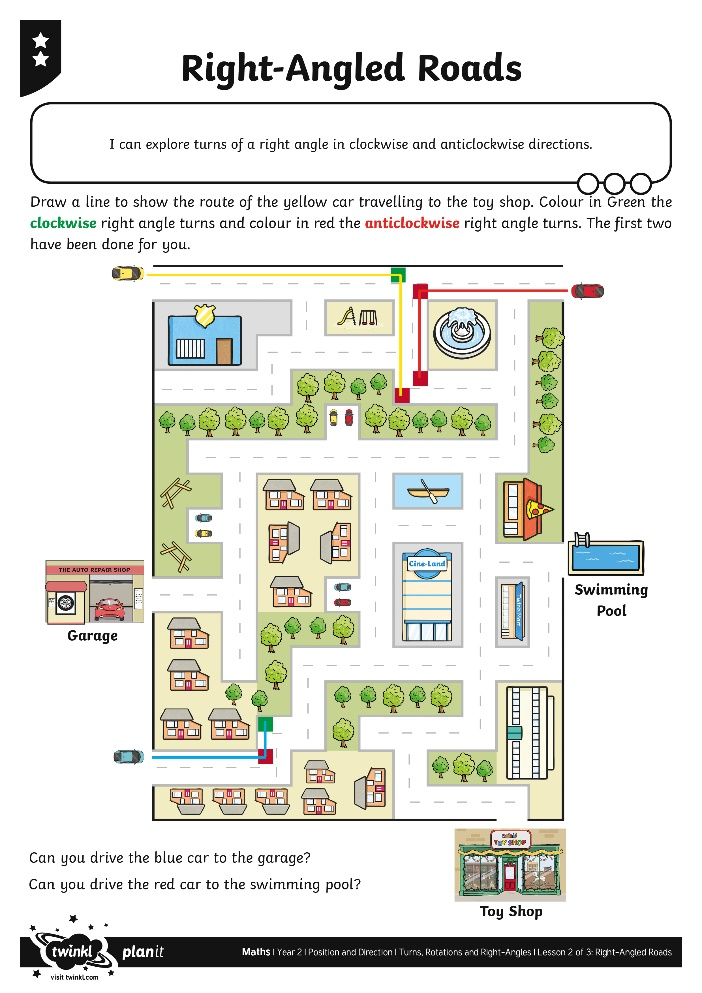 Right-Angled Roads
I can explore turns of a right angle in clockwise and anticlockwise directions.
Draw a line to show the route of the yellow car travelling to the toy shop. Colour in Green the
clockwise right angle turns and colour in red the anticlockwise right angle turns. The first two
have been done for you.
THE AUTO REPAIR SHOP
Garage
Cine-Land
Swimming
Pool
Can you drive the blue car to the garage?
Can you drive the red car to the swimming pool?
TOY SHOP
Toy Shop
twinkl
planit
visit twinkl.com
Maths | Year 2 | Position and Direction | Turns, Rotations and Right-Angles | Lesson 2 of 3: Right-Angled Roads